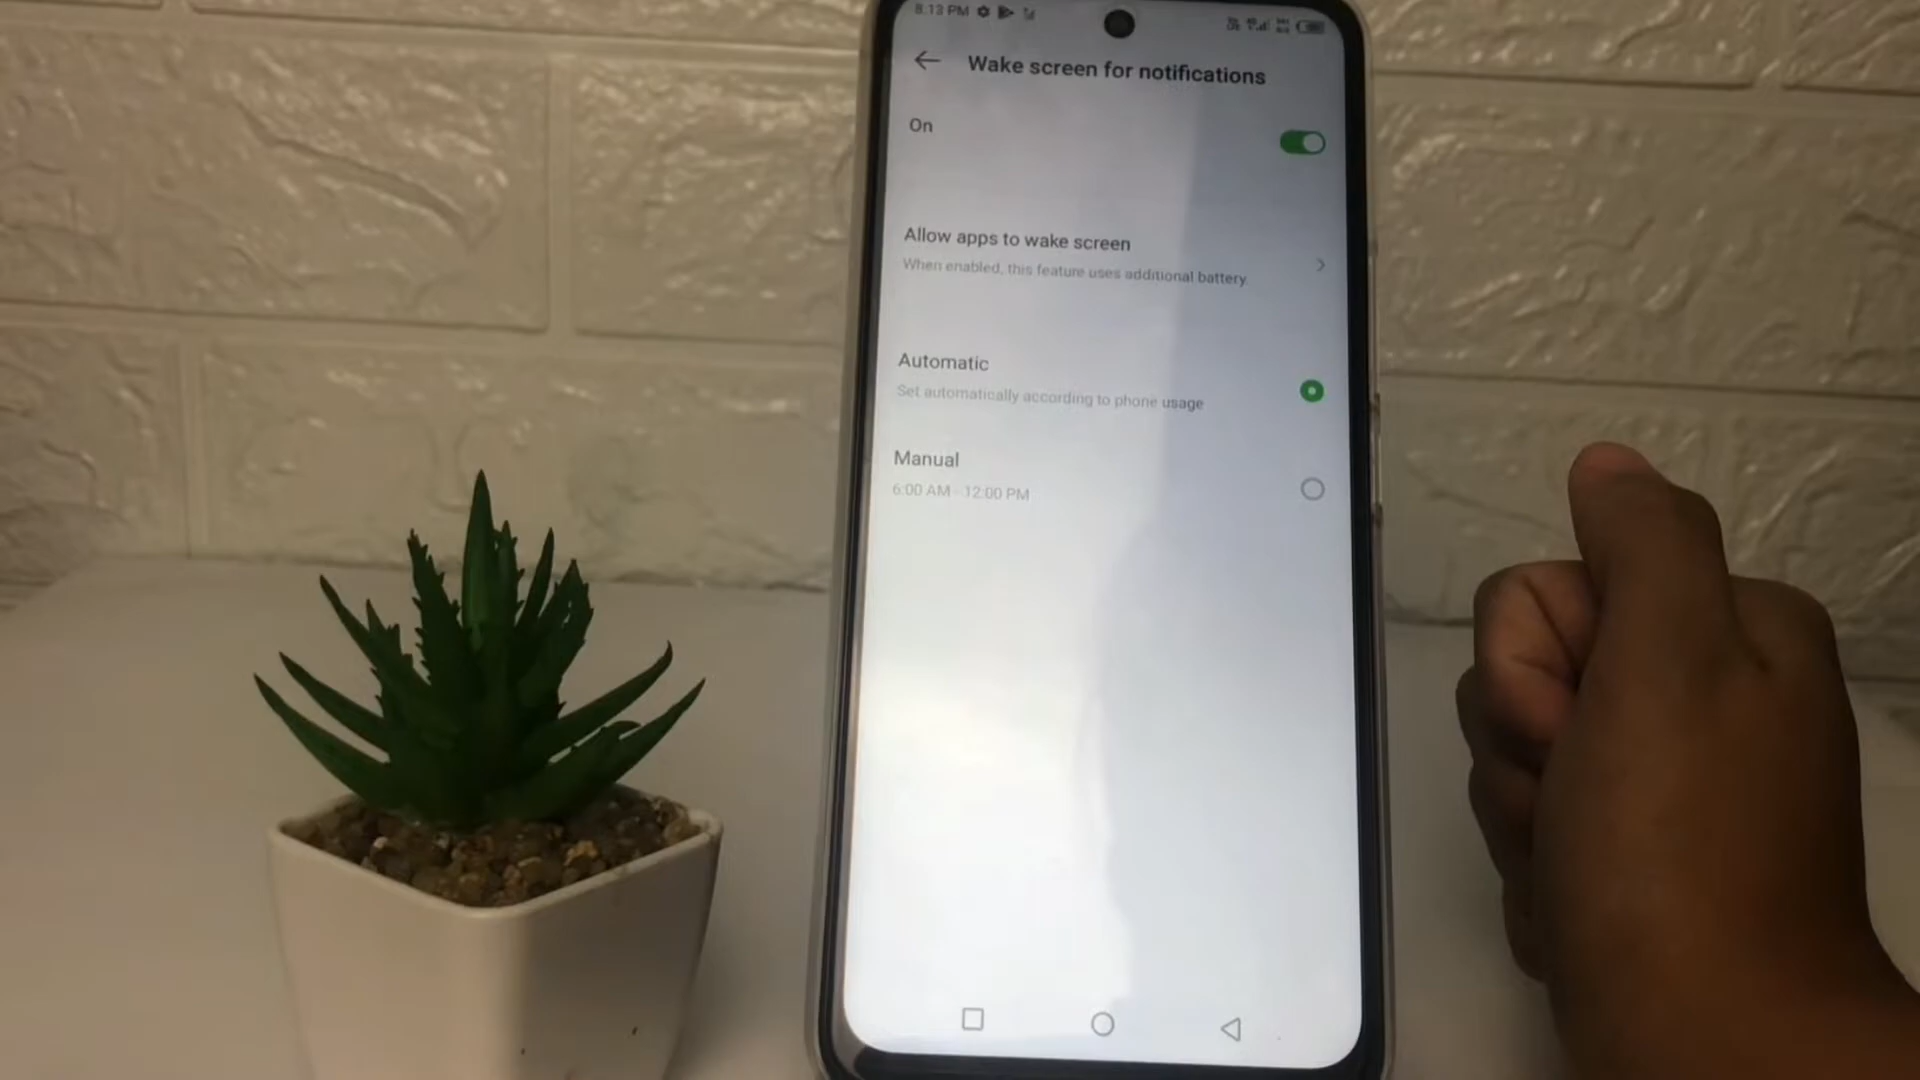 8:13 PM
Wake screen for notifications
On
Allow apps to wake screen
When enabled, this feature uses additional battery.
Automatic
Set automatically according to phone usage
Manual
6:00 AM - 12:00 PM